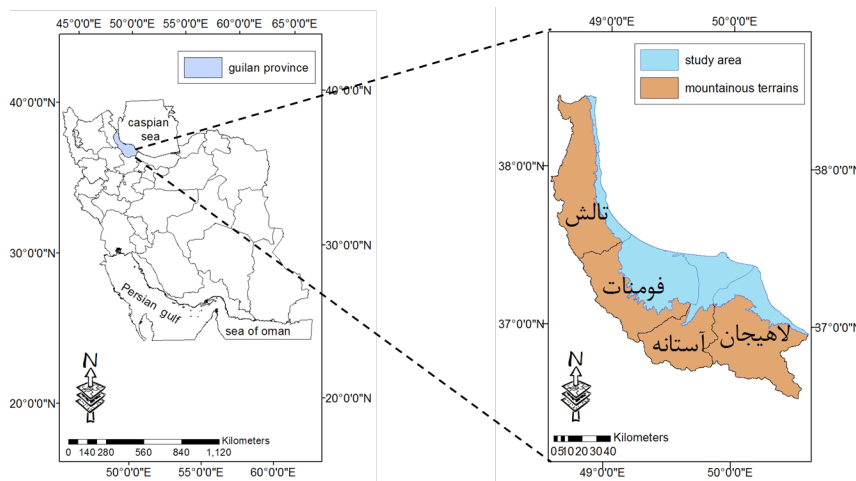 45°0'0"E 50°0'0"E 55°0'0"E 60°0'0"E
guilan province
40°0'0"N
40°0'0"N
caspian
sea
30°0'0"N
30°0'0"N
Persian gulf
sea of oman
N
20°0'0"N
20°0'0"N
Kilometers
0 140 280 560 840 1,120
50°0'0"E 55°0'0"E 60°0'0"E
49°0'0"E 50°0'0"E
study area
mountainous terrains
38°0'0"N
38°0'0"N
تالش
فومنات
37°0'0"N
37°0'0"N
آستانه
لاهیجان
N
Kilometers
0 5 10 20 30 40
49°0'0"E 50°0'0"E